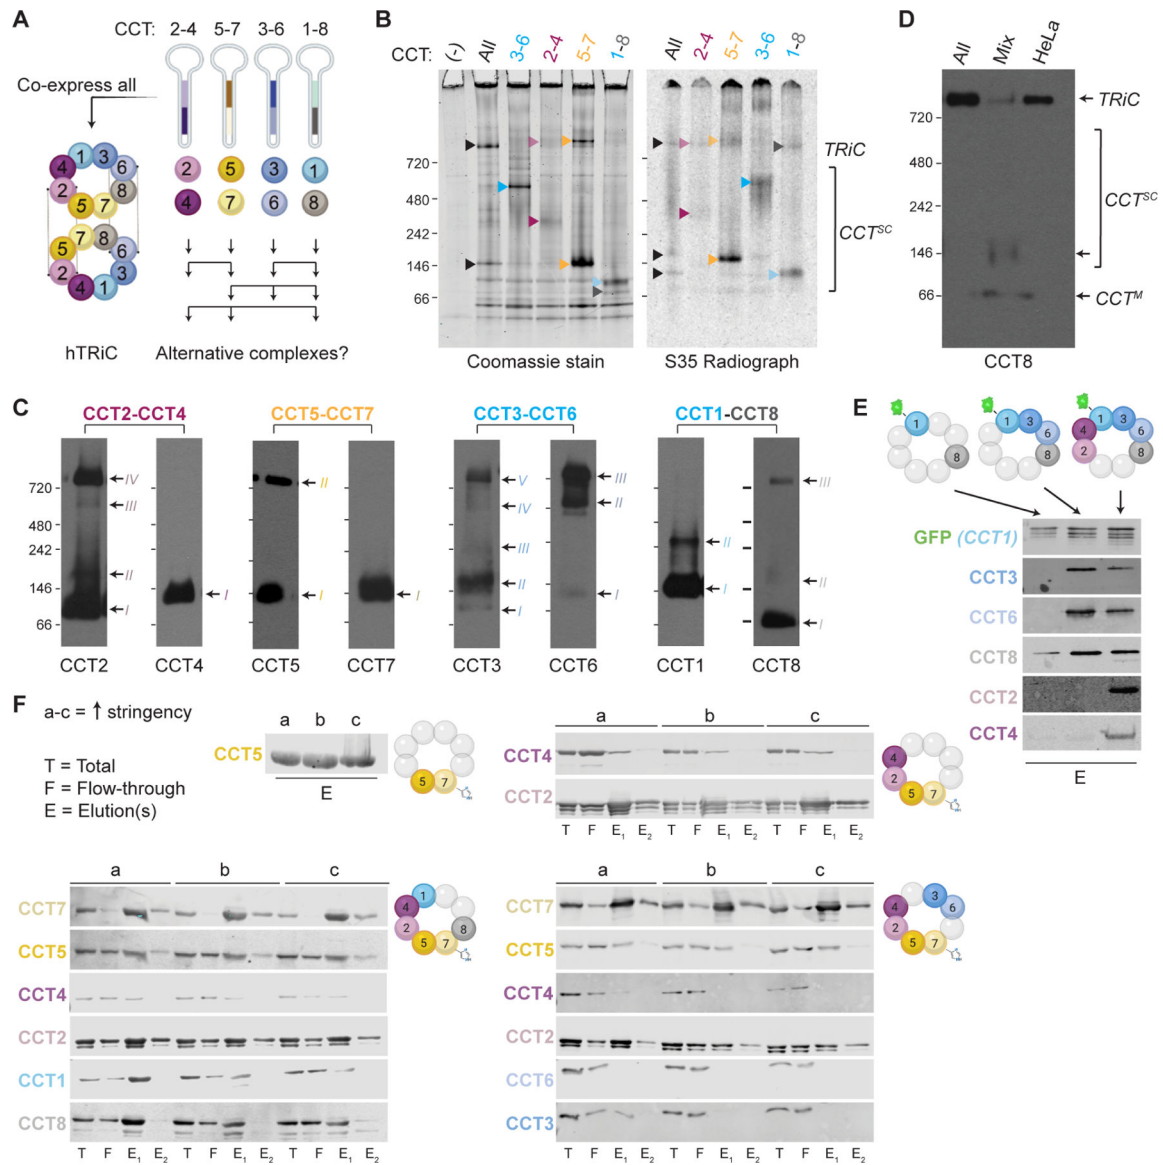 A
CCT: 2-4 5-7 3-6 1-8
Co-express all
1 3
4 6
2 8
5 7
7 8
5 6
2 3
4 1
2 5 3 1
4 7 6 8
hTRiC
Alternative complexes?
B
CCT: (-) All 3-6 2-4 5-7 1-8
All 2-4 5-7 3-6 1-8
720
480
242
146
66
720
480
242
146
66
TRiC
CCTSC
Coomassie stain
S35 Radiograph
D
All Mix HeLa
720
480
242
146
66
TRiC
CCTSC
CCTM
CCT8
C
CCT2-CCT4
CCT5-CCT7
CCT3-CCT6
CCT1-CCT8
720
480
242
146
66
IV
III
II
I
I
II
I
I
V
IV
III
II
I
III
II
I
II
I
III
II
I
CCT2
CCT4
CCT5
CCT7
CCT3
CCT6
CCT1
CCT8
E
1
8
1 3
6
8
1 3
4 6
2 8
GFP (CCT1)
CCT3
CCT6
CCT8
CCT2
CCT4
E
F
a-c = ↑ stringency
T = Total
F = Flow-through
E = Elution(s)
a b c
CCT5
E
5 7
a b c
CCT4
CCT2
T F E1 E2 T F E1 E2 T F E1 E2
4
2
5 7
a b c
CCT7
CCT5
CCT4
CCT2
CCT1
CCT8
T F E1 E2 T F E1 E2 T F E1 E2
1
4
2 8
5 7
a b c
CCT7
CCT5
CCT4
CCT2
CCT6
CCT3
T F E1 E2 T F E1 E2 T F E1 E2
3
4 6
2
5 7